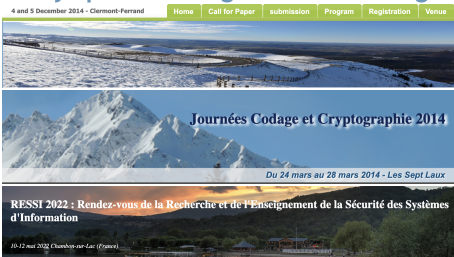 4 and 5 December 2014 - Clermont-Ferrand
Home Call for Paper submission Program Registration Venue
Journées Codage et Cryptographie 2014
Du 24 mars au 28 mars 2014 - Les Sept Laux
RESSI 2022 : Rendez-vous de la Recherche et de l'Enseignement de la Sécurité des Systèmes
d'Information
10-12 mai 2022 Chambon-sur-Lac (France)